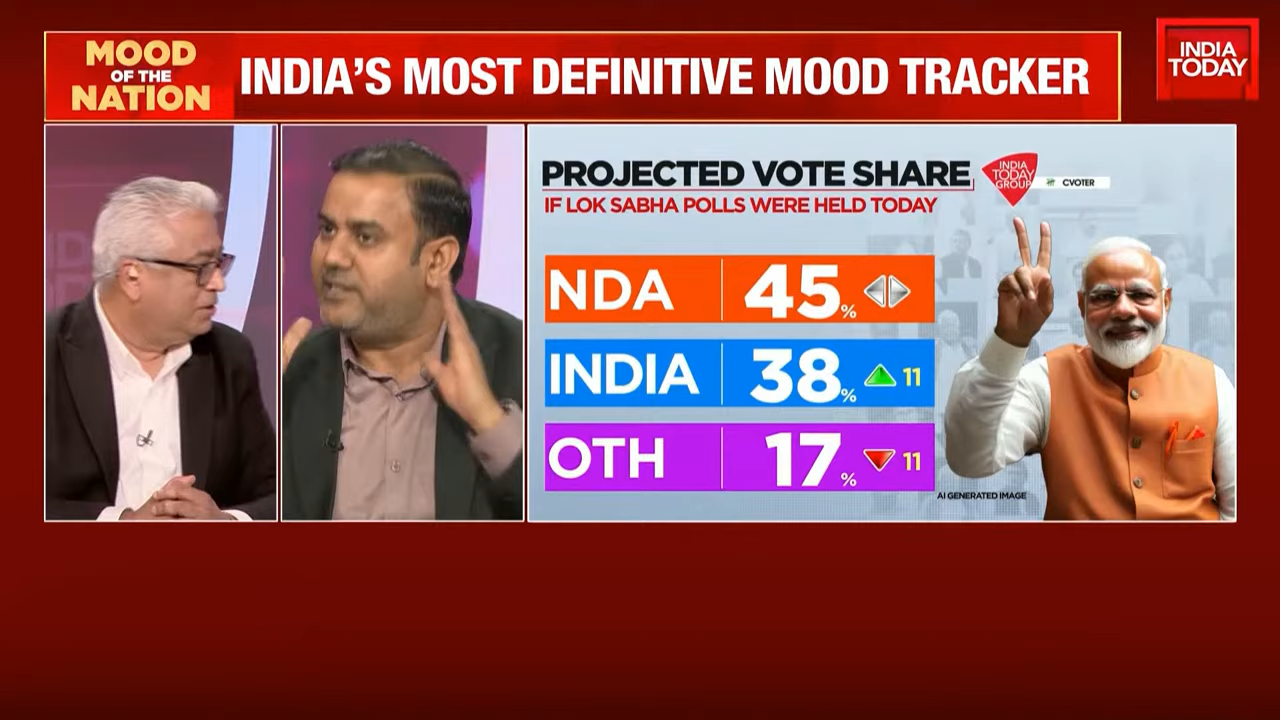 MOOD
OF THE
NATION
INDIA'S MOST DEFINITIVE MOOD TRACKER
INDIA
TODAY
PROJECTED VOTE SHARE
IF LOK SABHA POLLS WERE HELD TODAY
INDIA
TODAY
GROUP
CVOTER
NDA 45%
INDIA 38% 11
OTH 17% 11
AI GENERATED IMAGE